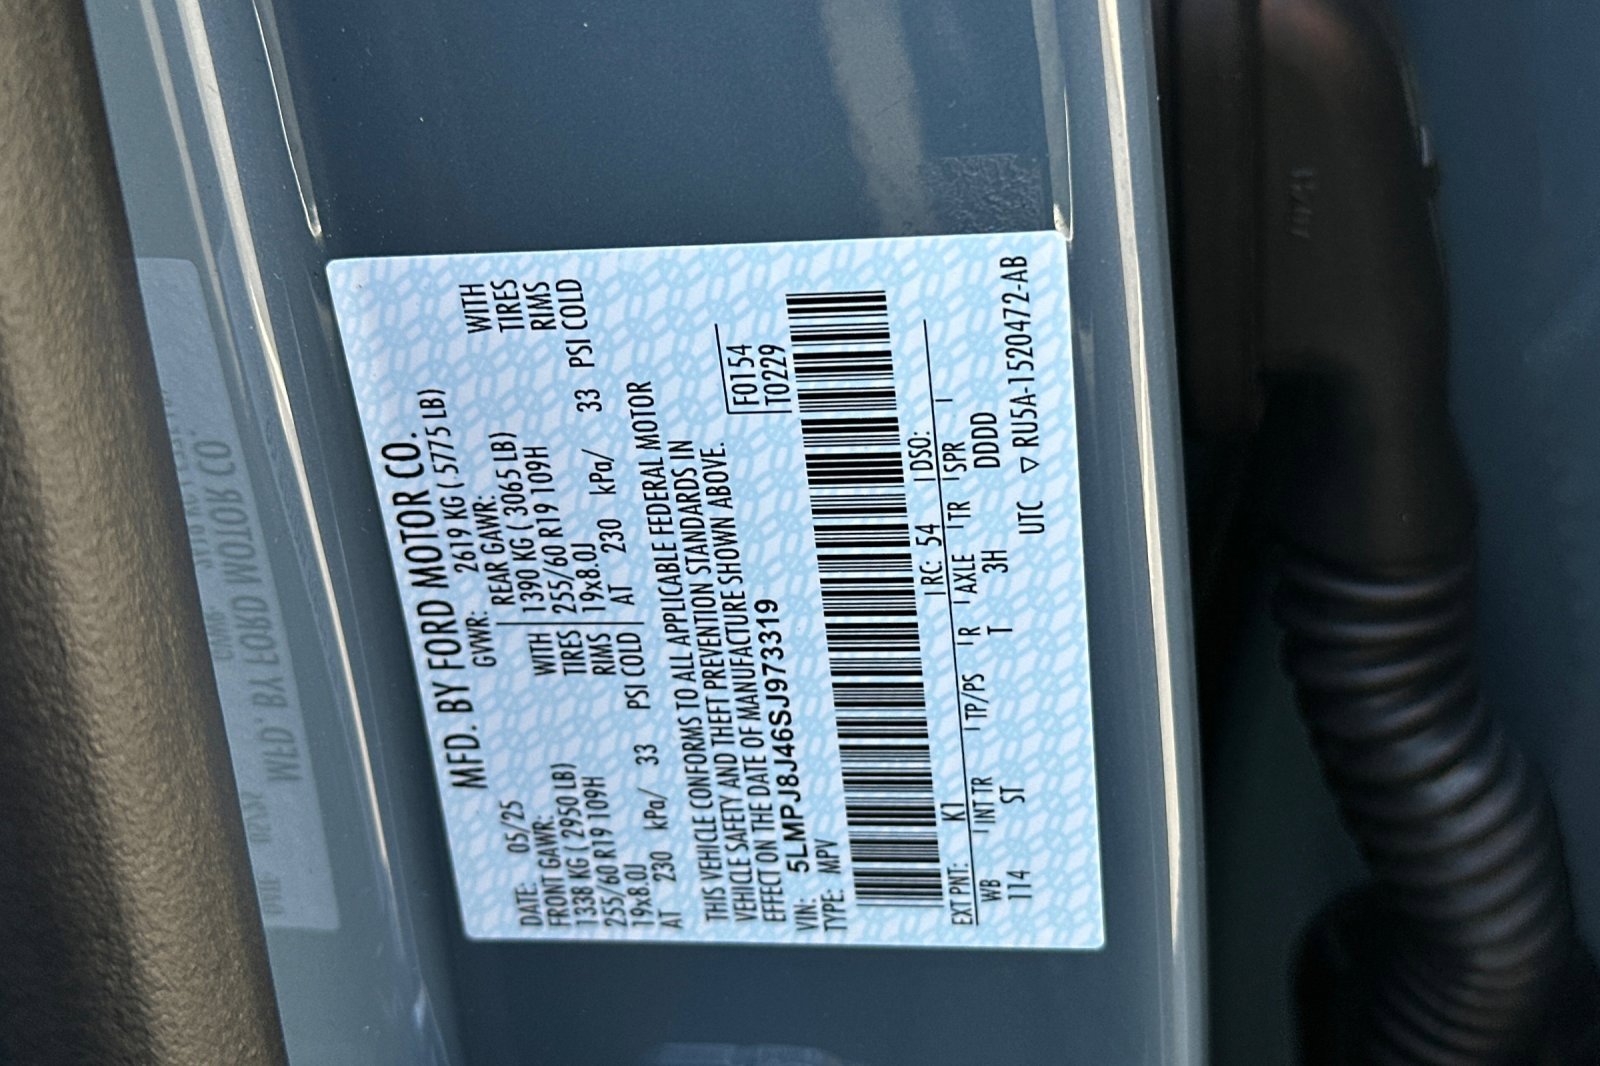 MFD. BY FORD MOTOR CO.
DATE: 05/25 GVWR: 2619 KG ( 5775 LB)
FRONT GAWR: REAR GAWR:
1338 KG ( 2950 LB) WITH 1390 KG ( 3065 LB) WITH
255/60 R19 109H TIRES 255/60 R19 109H TIRES
19x8.0J RIMS 19x8.0J RIMS
AT 230 kPa/ 33 PSI COLD AT 230 kPa/ 33 PSI COLD
THIS VEHICLE CONFORMS TO ALL APPLICABLE FEDERAL MOTOR
VEHICLE SAFETY AND THEFT PREVENTION STANDARDS IN
EFFECT ON THE DATE OF MANUFACTURE SHOWN ABOVE.
VIN: 5LMPJ8J46SJ973319 F0154
TYPE: MPV T0229
EXT PNT: K1 RC: 54 DSO:
WB INT TR TP/PS R AXLE TR SPR
114 ST T 3H DDDD
UTC ▽ RU5A-1520472-AB